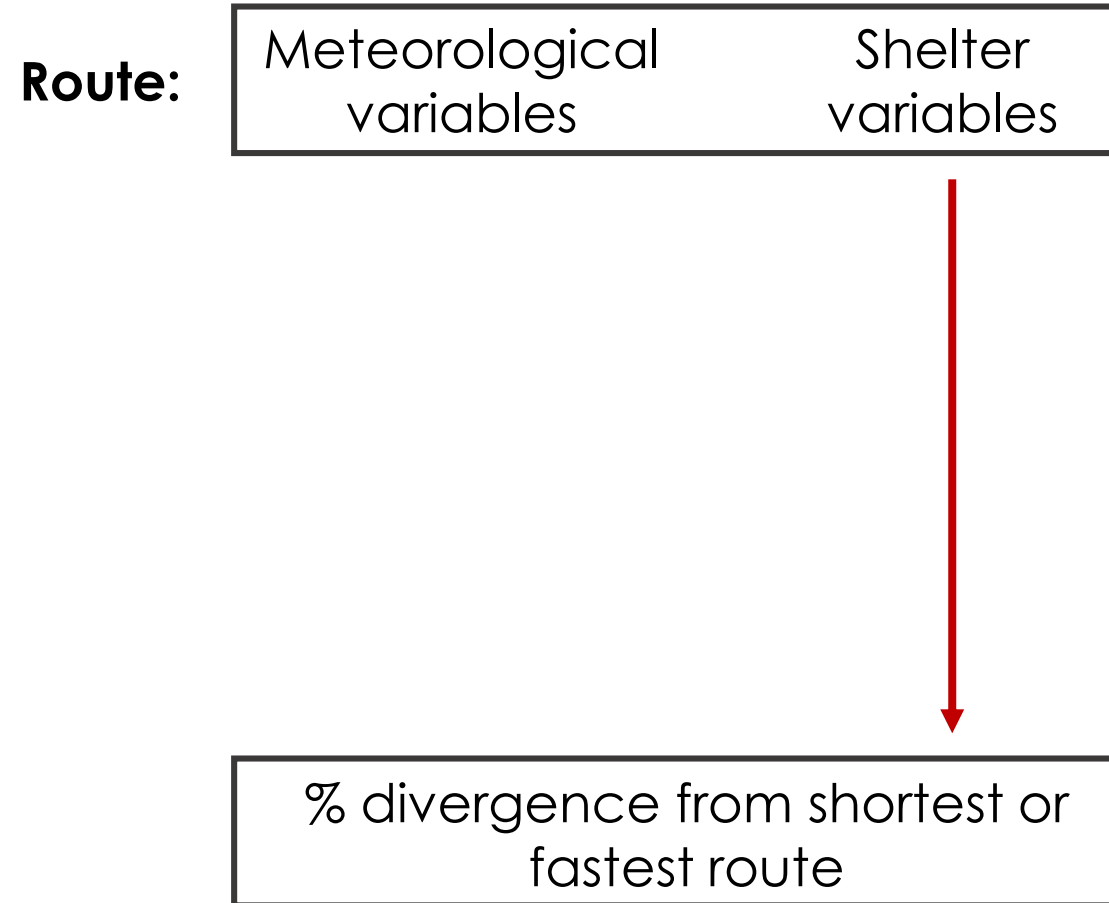 Route:
Meteorological variables
Shelter variables
% divergence from shortest or
fastest route